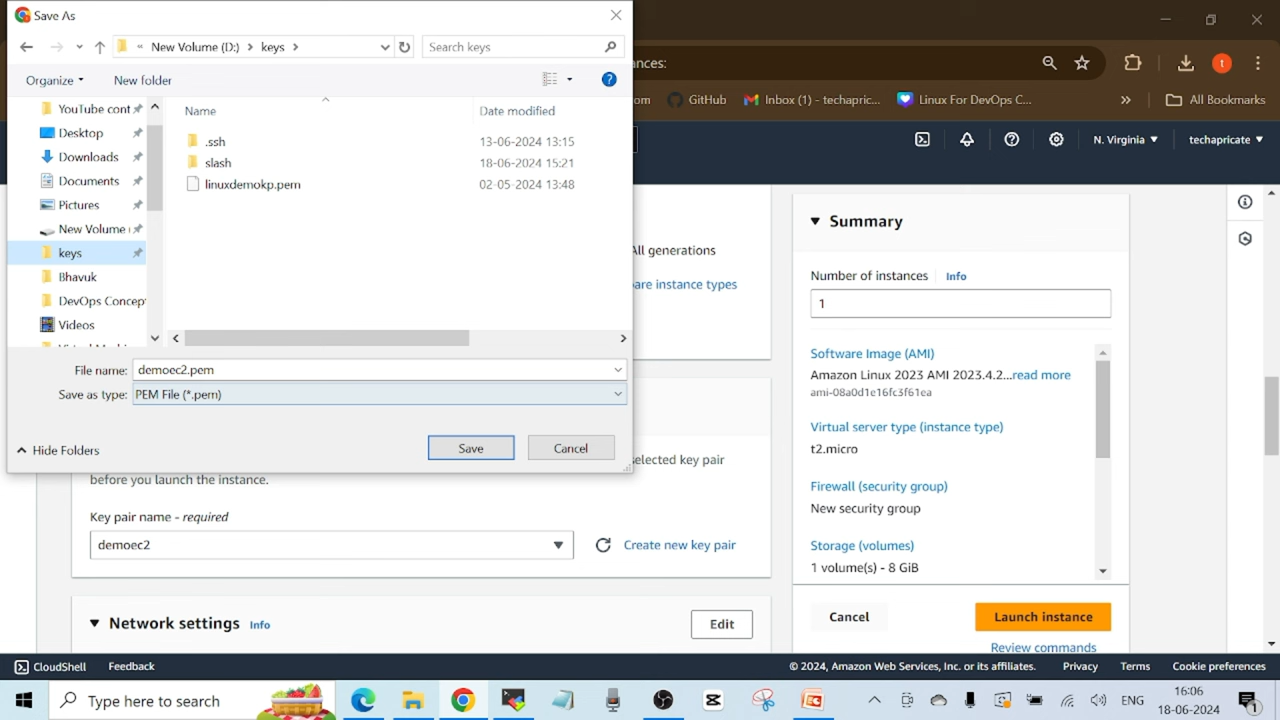 Save As
« New Volume (D:) > keys >
Search keys
Organize
New folder
Name
Date modified
YouTube cont
Desktop
Downloads
Documents
Pictures
New Volume
keys
Bhavuk
DevOps Concept
Videos
.ssh 13-06-2024 13:15
slash 18-06-2024 15:21
linuxdemokp.pem 02-05-2024 13:48
File name: demoec2.pem
Save as type: PEM File (*.pem)
Hide Folders
Save
Cancel
ances:
om
GitHub
Inbox (1) - techapric...
Linux For DevOps C...
»
All Bookmarks
t
N. Virginia
techapricate
All generations
pare instance types
selected key pair
before you launch the instance.
Key pair name - required
demoec2
Create new key pair
Network settings Info
Edit
Summary
Number of instances Info
1
Software Image (AMI)
Amazon Linux 2023 AMI 2023.4.2...read more
ami-08a0d1e16fc3f61ea
Virtual server type (instance type)
t2.micro
Firewall (security group)
New security group
Storage (volumes)
1 volume(s) - 8 GiB
Cancel
Launch instance
Review commands
CloudShell
Feedback
© 2024, Amazon Web Services, Inc. or its affiliates.
Privacy
Terms
Cookie preferences
Type here to search
ENG
16:06
18-06-2024
1